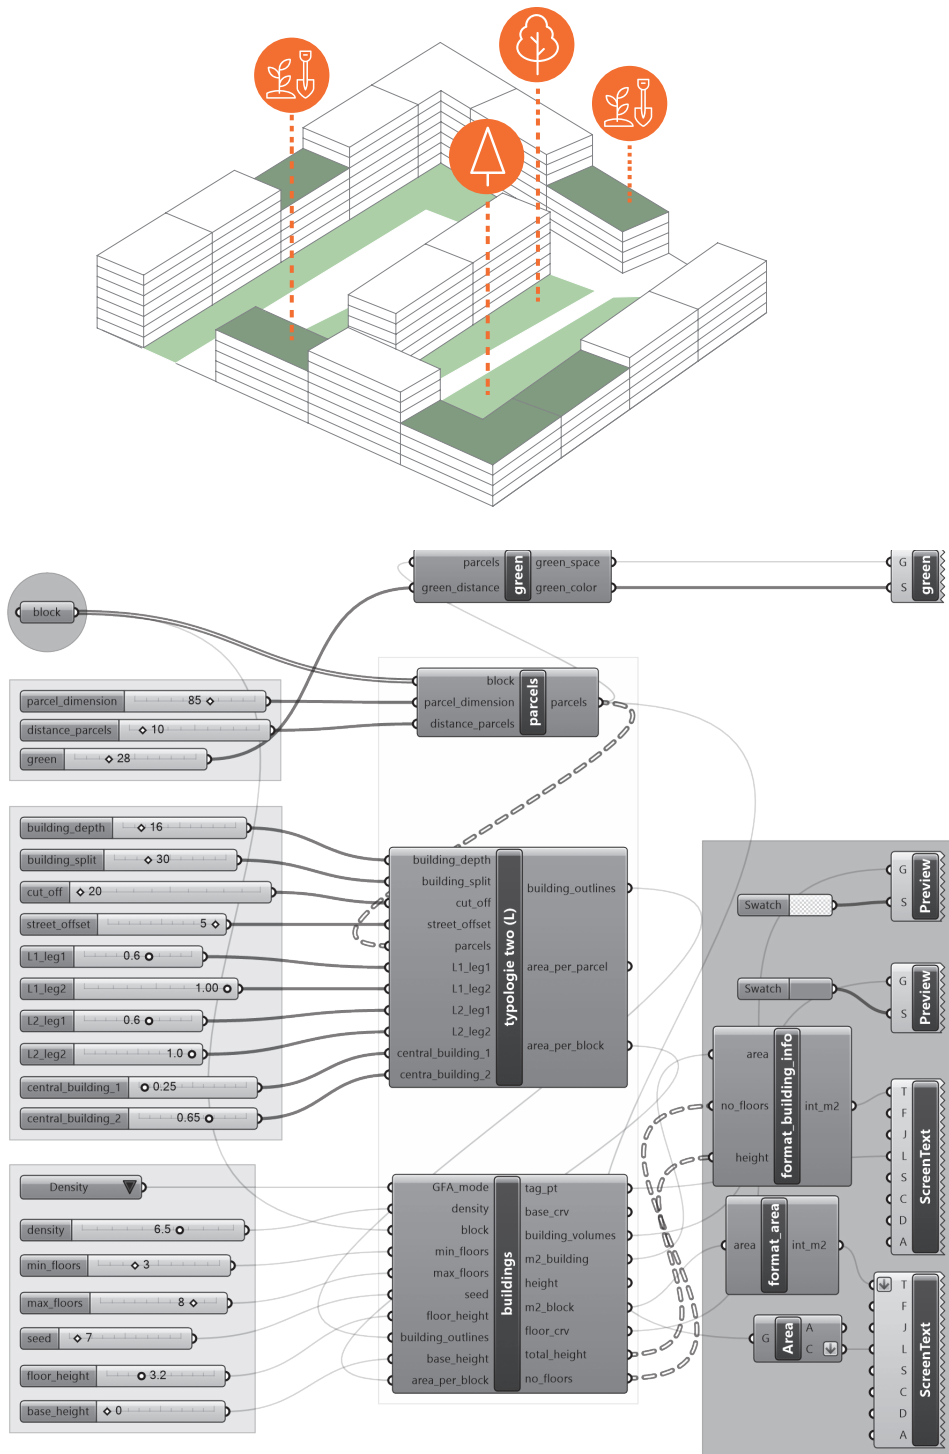 parcels green green_space
green_distance green_color
G green
S
block
block parcels
parcel_dimension parcels
distance_parcels
parcel_dimension 85
distance_parcels 10
green 28
building_depth 16
building_split 30
cut_off 20
street_offset 5
L1_leg1 0.6
L1_leg2 1.00
L2_leg1 0.6
L2_leg2 1.0
central_building_1 0.25
central_building_2 0.65
building_depth
building_split
cut_off
street_offset
parcels
L1_leg1
L1_leg2
L2_leg1
L2_leg2
central_building_1
centra_building_2
typologie two (L)
building_outlines
area_per_parcel
area_per_block
Swatch
G Preview
S
Swatch
G Preview
S
area
no_floors
height
format_building_info
int_m2
T
F
J
L
S
C
D
A
ScreenText
Density
density 6.5
min_floors 3
max_floors 8
seed 7
floor_height 3.2
base_height 0
GFA_mode
density
block
min_floors
max_floors
seed
floor_height
building_outlines
base_height
area_per_block
buildings
tag_pt
base_crv
building_volumes
m2_building
height
m2_block
floor_crv
total_height
no_floors
area format_area int_m2
G Area A
C
T
F
J
L
S
C
D
A
ScreenText